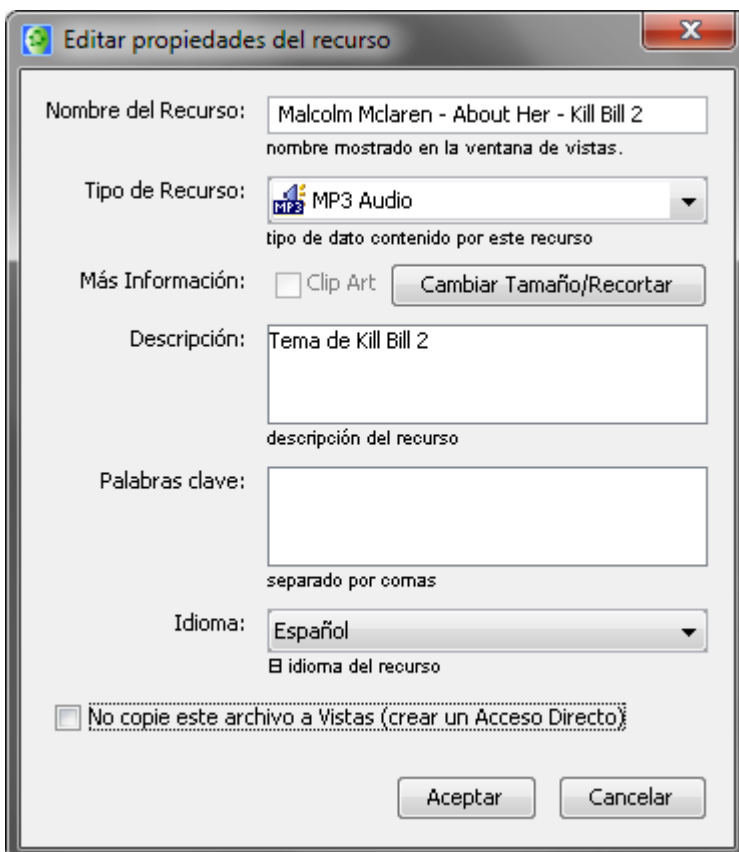 Editar propiedades del recurso
Nombre del Recurso: Malcolm Mclaren - About Her - Kill Bill 2
nombre mostrado en la ventana de vistas.
Tipo de Recurso: MP3 MP3 Audio
tipo de dato contenido por este recurso
Más Información: Clip Art Cambiar Tamaño/Recortar
Descripción: Tema de Kill Bill 2
descripción del recurso
Palabras clave:
separado por comas
Idioma: Español
El idioma del recurso
No copie este archivo a Vistas (crear un Acceso Directo)
Aceptar Cancelar